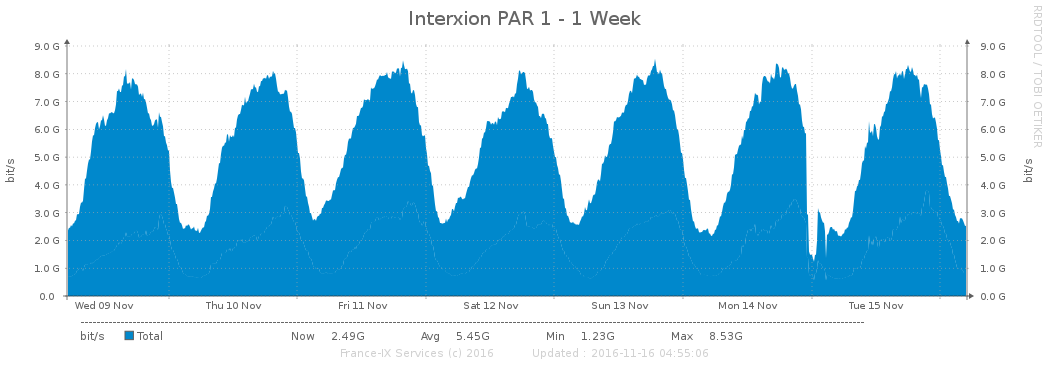 Interxion PAR 1 - 1 Week
RRDTOOL / TOBI OETIKER
bit/s
9.0 G
8.0 G
7.0 G
6.0 G
5.0 G
4.0 G
3.0 G
2.0 G
1.0 G
0.0
9.0 G
8.0 G
7.0 G
6.0 G
5.0 G
4.0 G
3.0 G
2.0 G
1.0 G
0.0 G
bit/s
Wed 09 Nov Thu 10 Nov Fri 11 Nov Sat 12 Nov Sun 13 Nov Mon 14 Nov Tue 15 Nov
bit/s Total Now 2.49G Avg 5.45G Min 1.23G Max 8.53G
France-IX Services (c) 2016 Updated : 2016-11-16 04:55:06